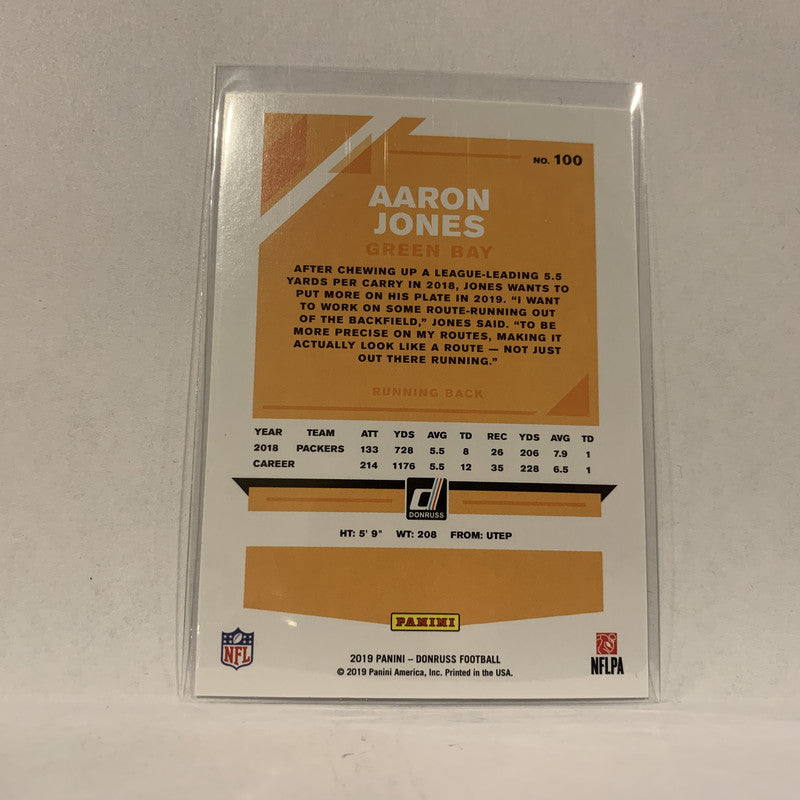 NO. 100
AARON
JONES
GREEN BAY
AFTER CHEWING UP A LEAGUE-LEADING 5.5
YARDS PER CARRY IN 2018, JONES WANTS TO
PUT MORE ON HIS PLATE IN 2019. “I WANT
TO WORK ON SOME ROUTE-RUNNING OUT
OF THE BACKFIELD,” JONES SAID. “TO BE
MORE PRECISE ON MY ROUTES, MAKING IT
ACTUALLY LOOK LIKE A ROUTE — NOT JUST
OUT THERE RUNNING.”
RUNNING BACK
YEAR TEAM ATT YDS AVG TD REC YDS AVG TD
2018 PACKERS 133 728 5.5 8 26 206 7.9 1
CAREER 214 1176 5.5 12 35 228 6.5 1
d
DONRUSS
HT: 5' 9" WT: 208 FROM: UTEP
PANINI
NFL
NFLPA
2019 PANINI – DONRUSS FOOTBALL
© 2019 Panini America, Inc. Printed in the USA.